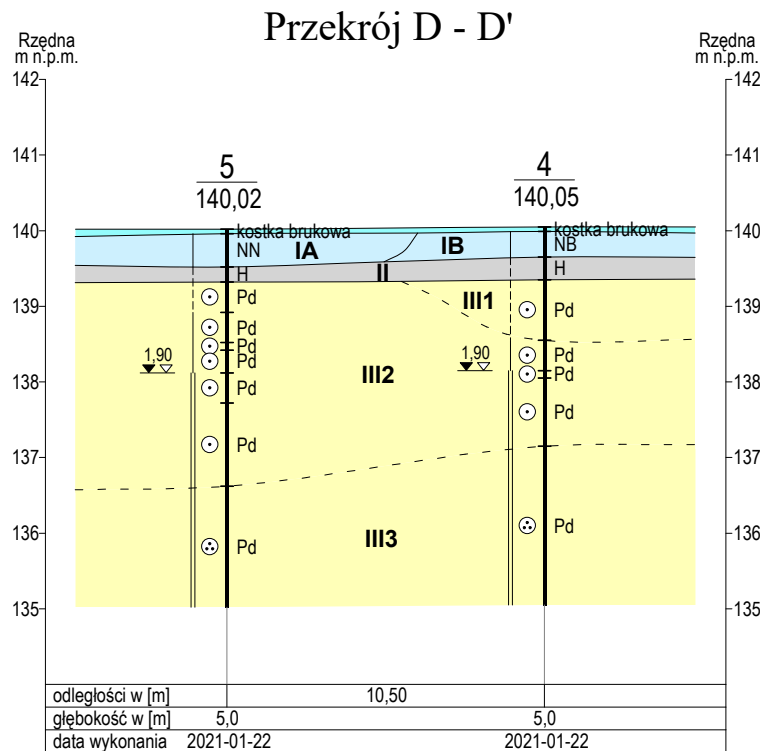 Przekrój D - D'
Rzędna
m n.p.m.
Rzędna
m n.p.m.
142
142
141
141
5
140,02
4
140,05
140
140
kostka brukowa
kostka brukowa
NN
IA
IB
NB
H
II
H
139
139
Pd
III1
Pd
Pd
Pd
Pd
1,90
Pd
1,90
Pd
138
138
III2
Pd
Pd
Pd
Pd
137
137
136
136
Pd
III3
Pd
135
135
odległości w [m] 10,50
głębokość w [m] 5,0 5,0
data wykonania 2021-01-22 2021-01-22